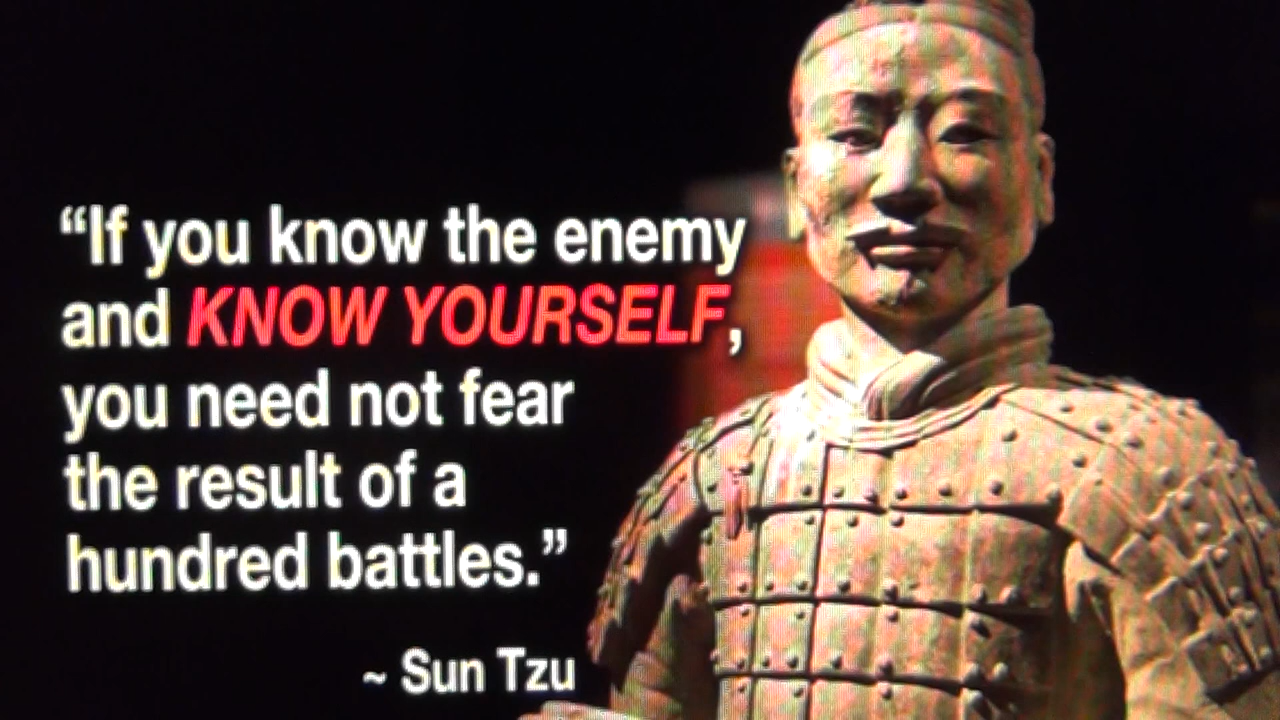 “If you know the enemy
and KNOW YOURSELF,
you need not fear
the result of a
hundred battles.”
~ Sun Tzu